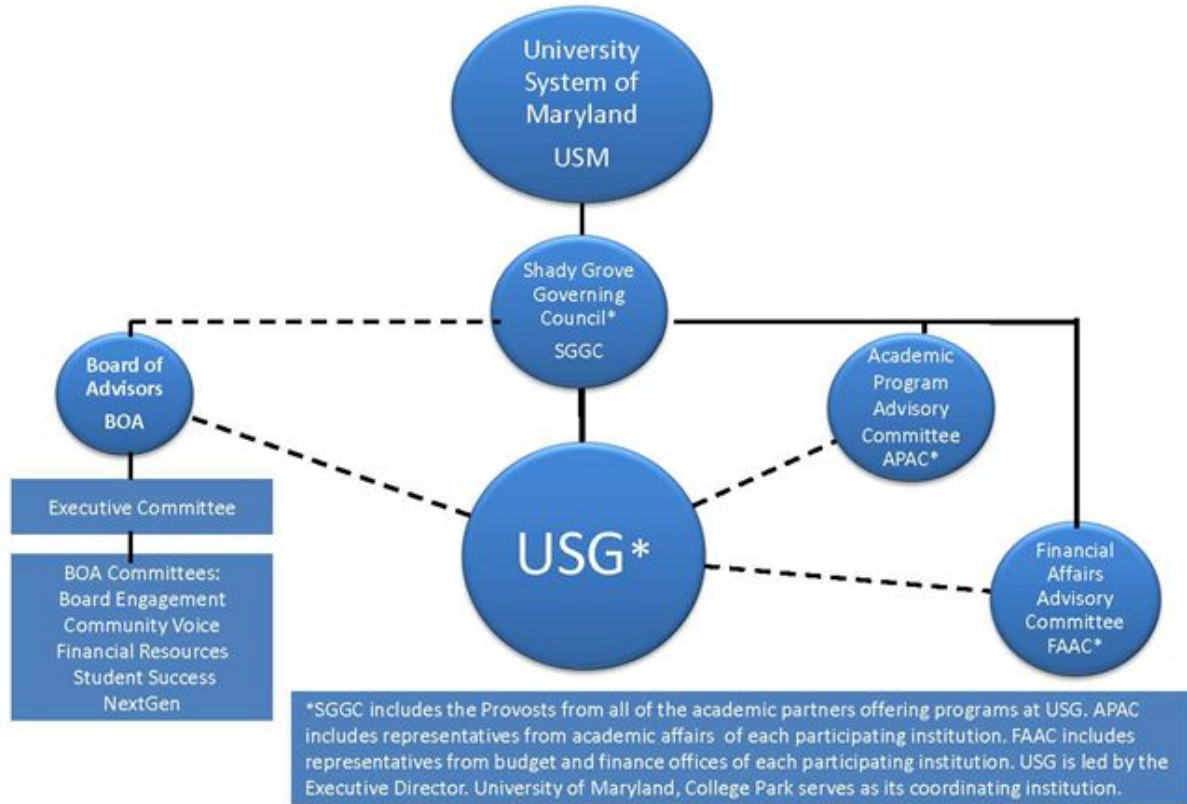 University
System of
Maryland
USM
Shady Grove
Governing
Council*
SGGC
Board of
Advisors
BOA
Academic
Program
Advisory
Committee
APAC*
Executive Committee
USG*
BOA Committees:
Board Engagement
Community Voice
Financial Resources
Student Success
NextGen
Financial
Affairs
Advisory
Committee
FAAC*
*SGGC includes the Provosts from all of the academic partners offering programs at USG. APAC
includes representatives from academic affairs of each participating institution. FAAC includes
representatives from budget and finance offices of each participating institution. USG is led by the
Executive Director. University of Maryland, College Park serves as its coordinating institution.